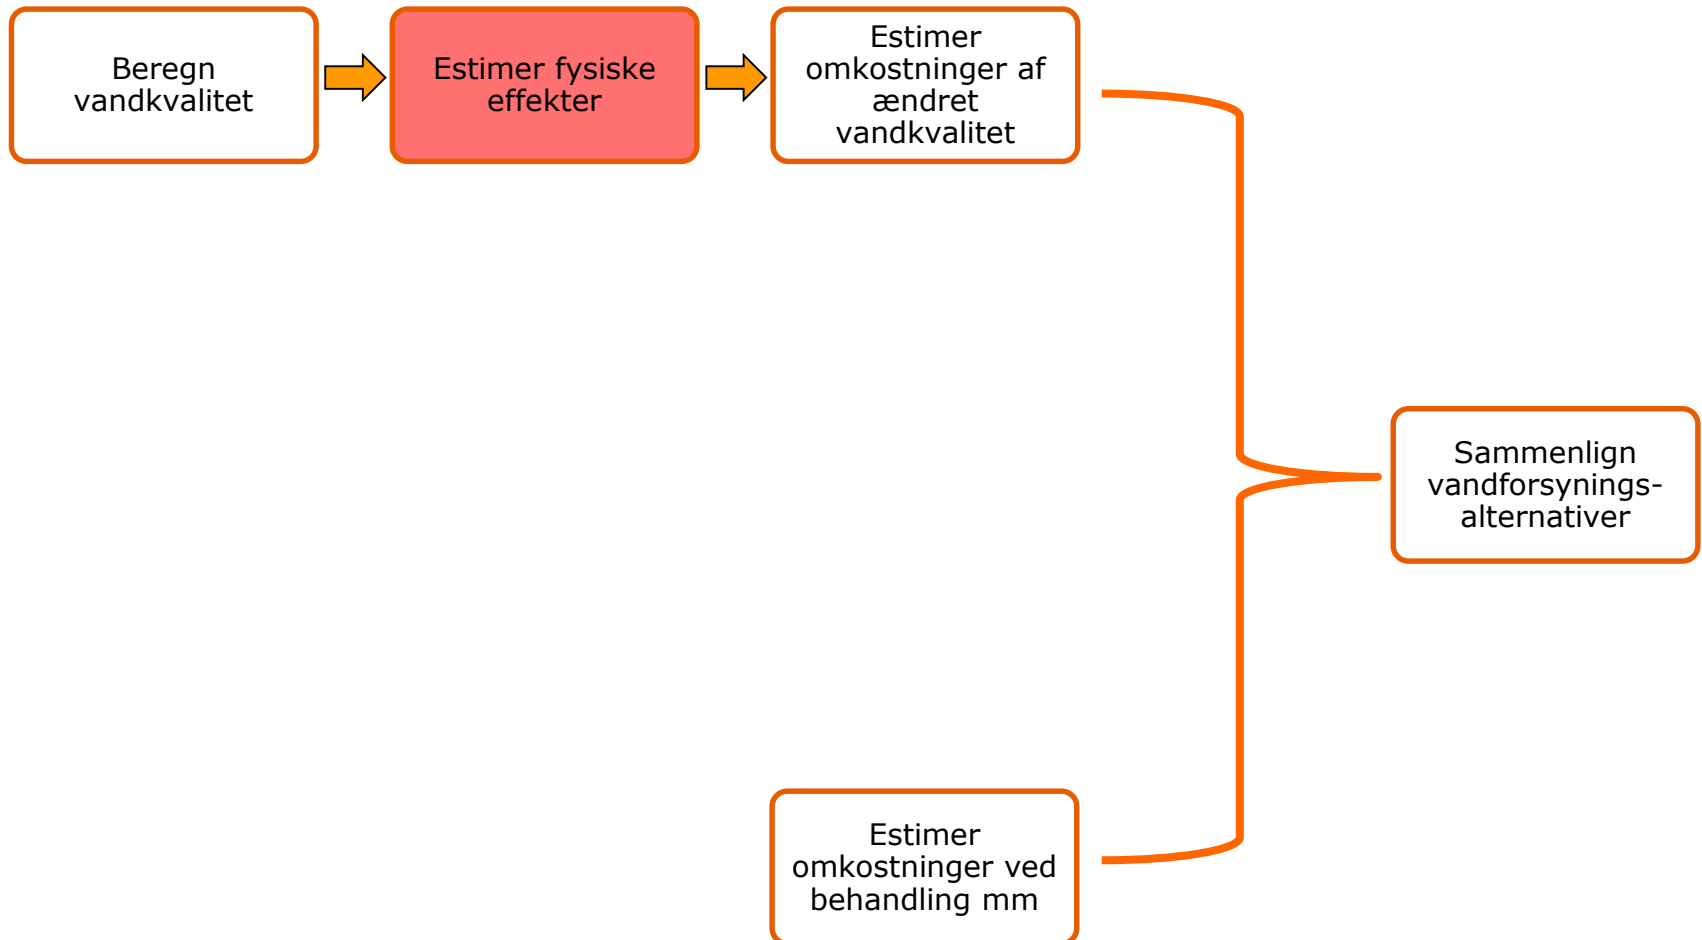 Beregn
vandkvalitet
Estimer fysiske
effekter
Estimer
omkostninger af
ændret
vandkvalitet
Sammenlign
vandforsynings-
alternativer
Estimer
omkostninger ved
behandling mm